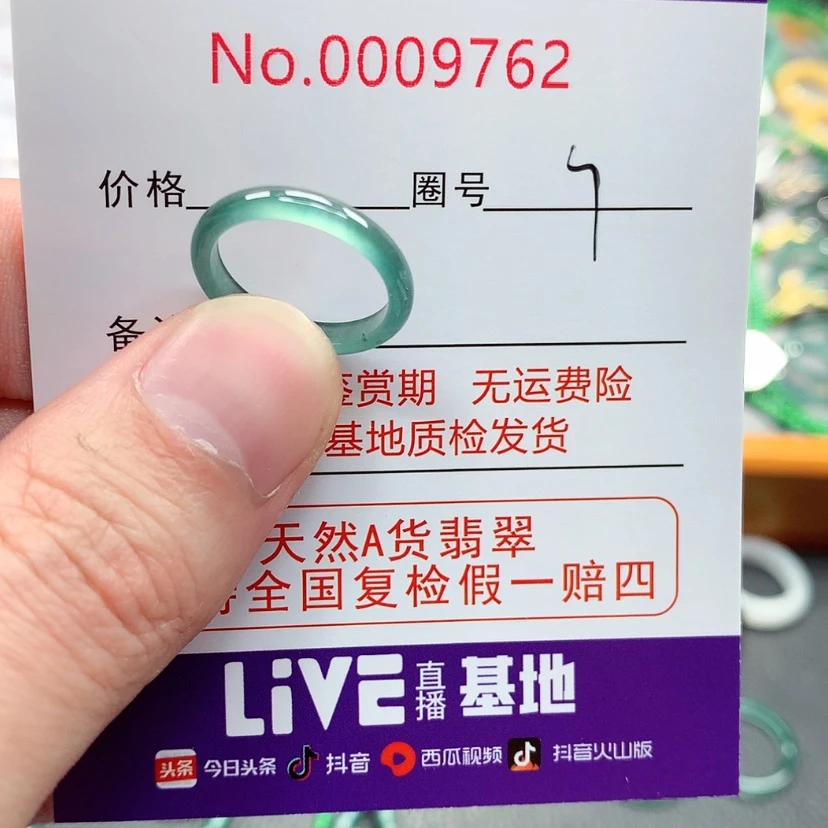 No.0009762
价格 圈号
备
鉴赏期 无运费险
基地质检发货
天然A货翡翠
全国复检假一赔四
LiVE直播基地
头条 今日头条 抖音 西瓜视频 抖音火山版